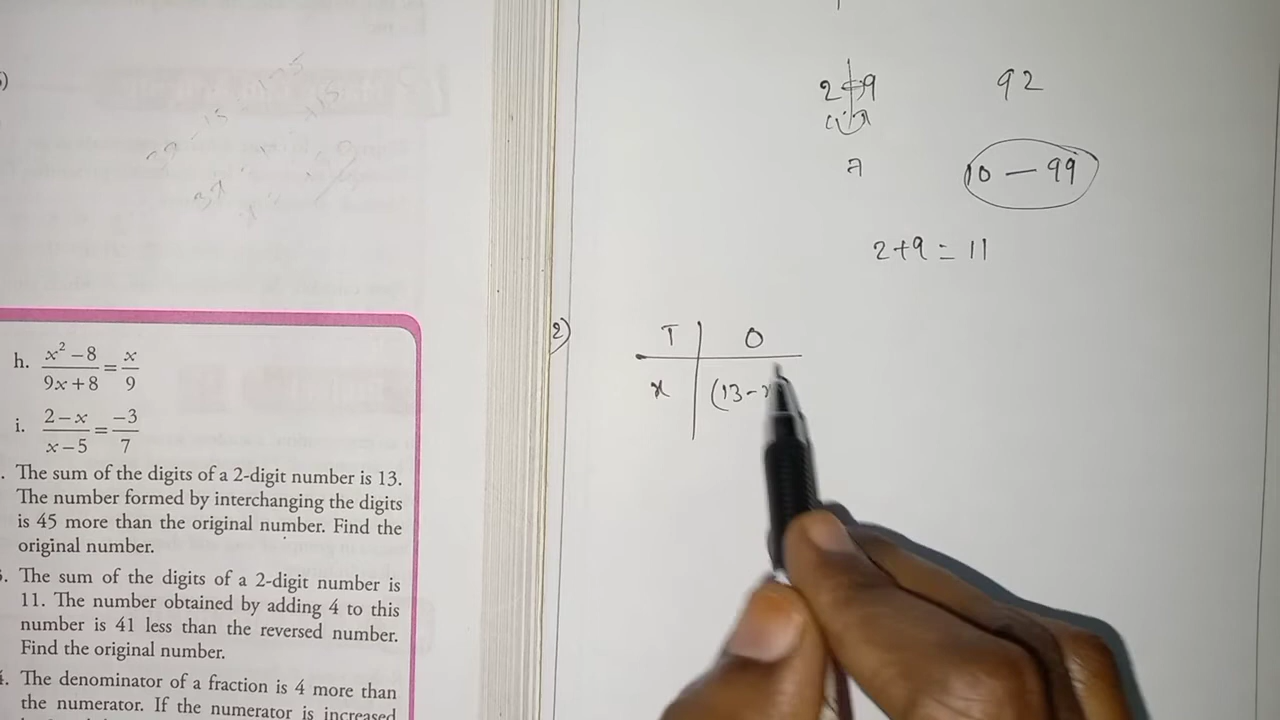 h. x² – 8 / 9x + 8 = x / 9
i. 2 – x / x – 5 = –3 / 7
. The sum of the digits of a 2-digit number is 13.
The number formed by interchanging the digits
is 45 more than the original number. Find the
original number.
. The sum of the digits of a 2-digit number is
11. The number obtained by adding 4 to this
number is 41 less than the reversed number.
Find the original number.
. The denominator of a fraction is 4 more than
the numerator. If the numerator is increased
2 9 92
7 10 — 99
2+9 = 11
2) T O
x (13-x